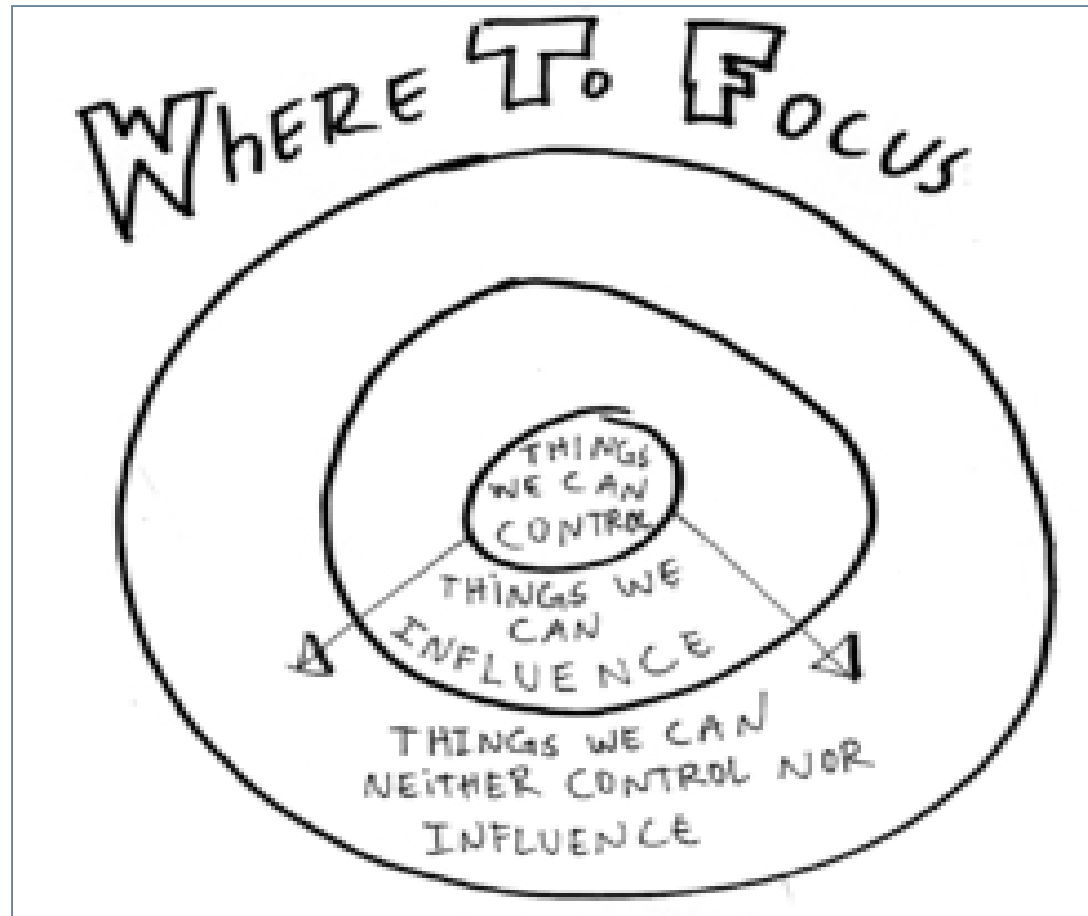 WhERE To FOCUS
THINGS
WE CAN
CONTROL
THiNGS WE
CAN
INFLUENCE
THINGS WE CAN
NEiTHER CONTROL NOR
INFLUENCE